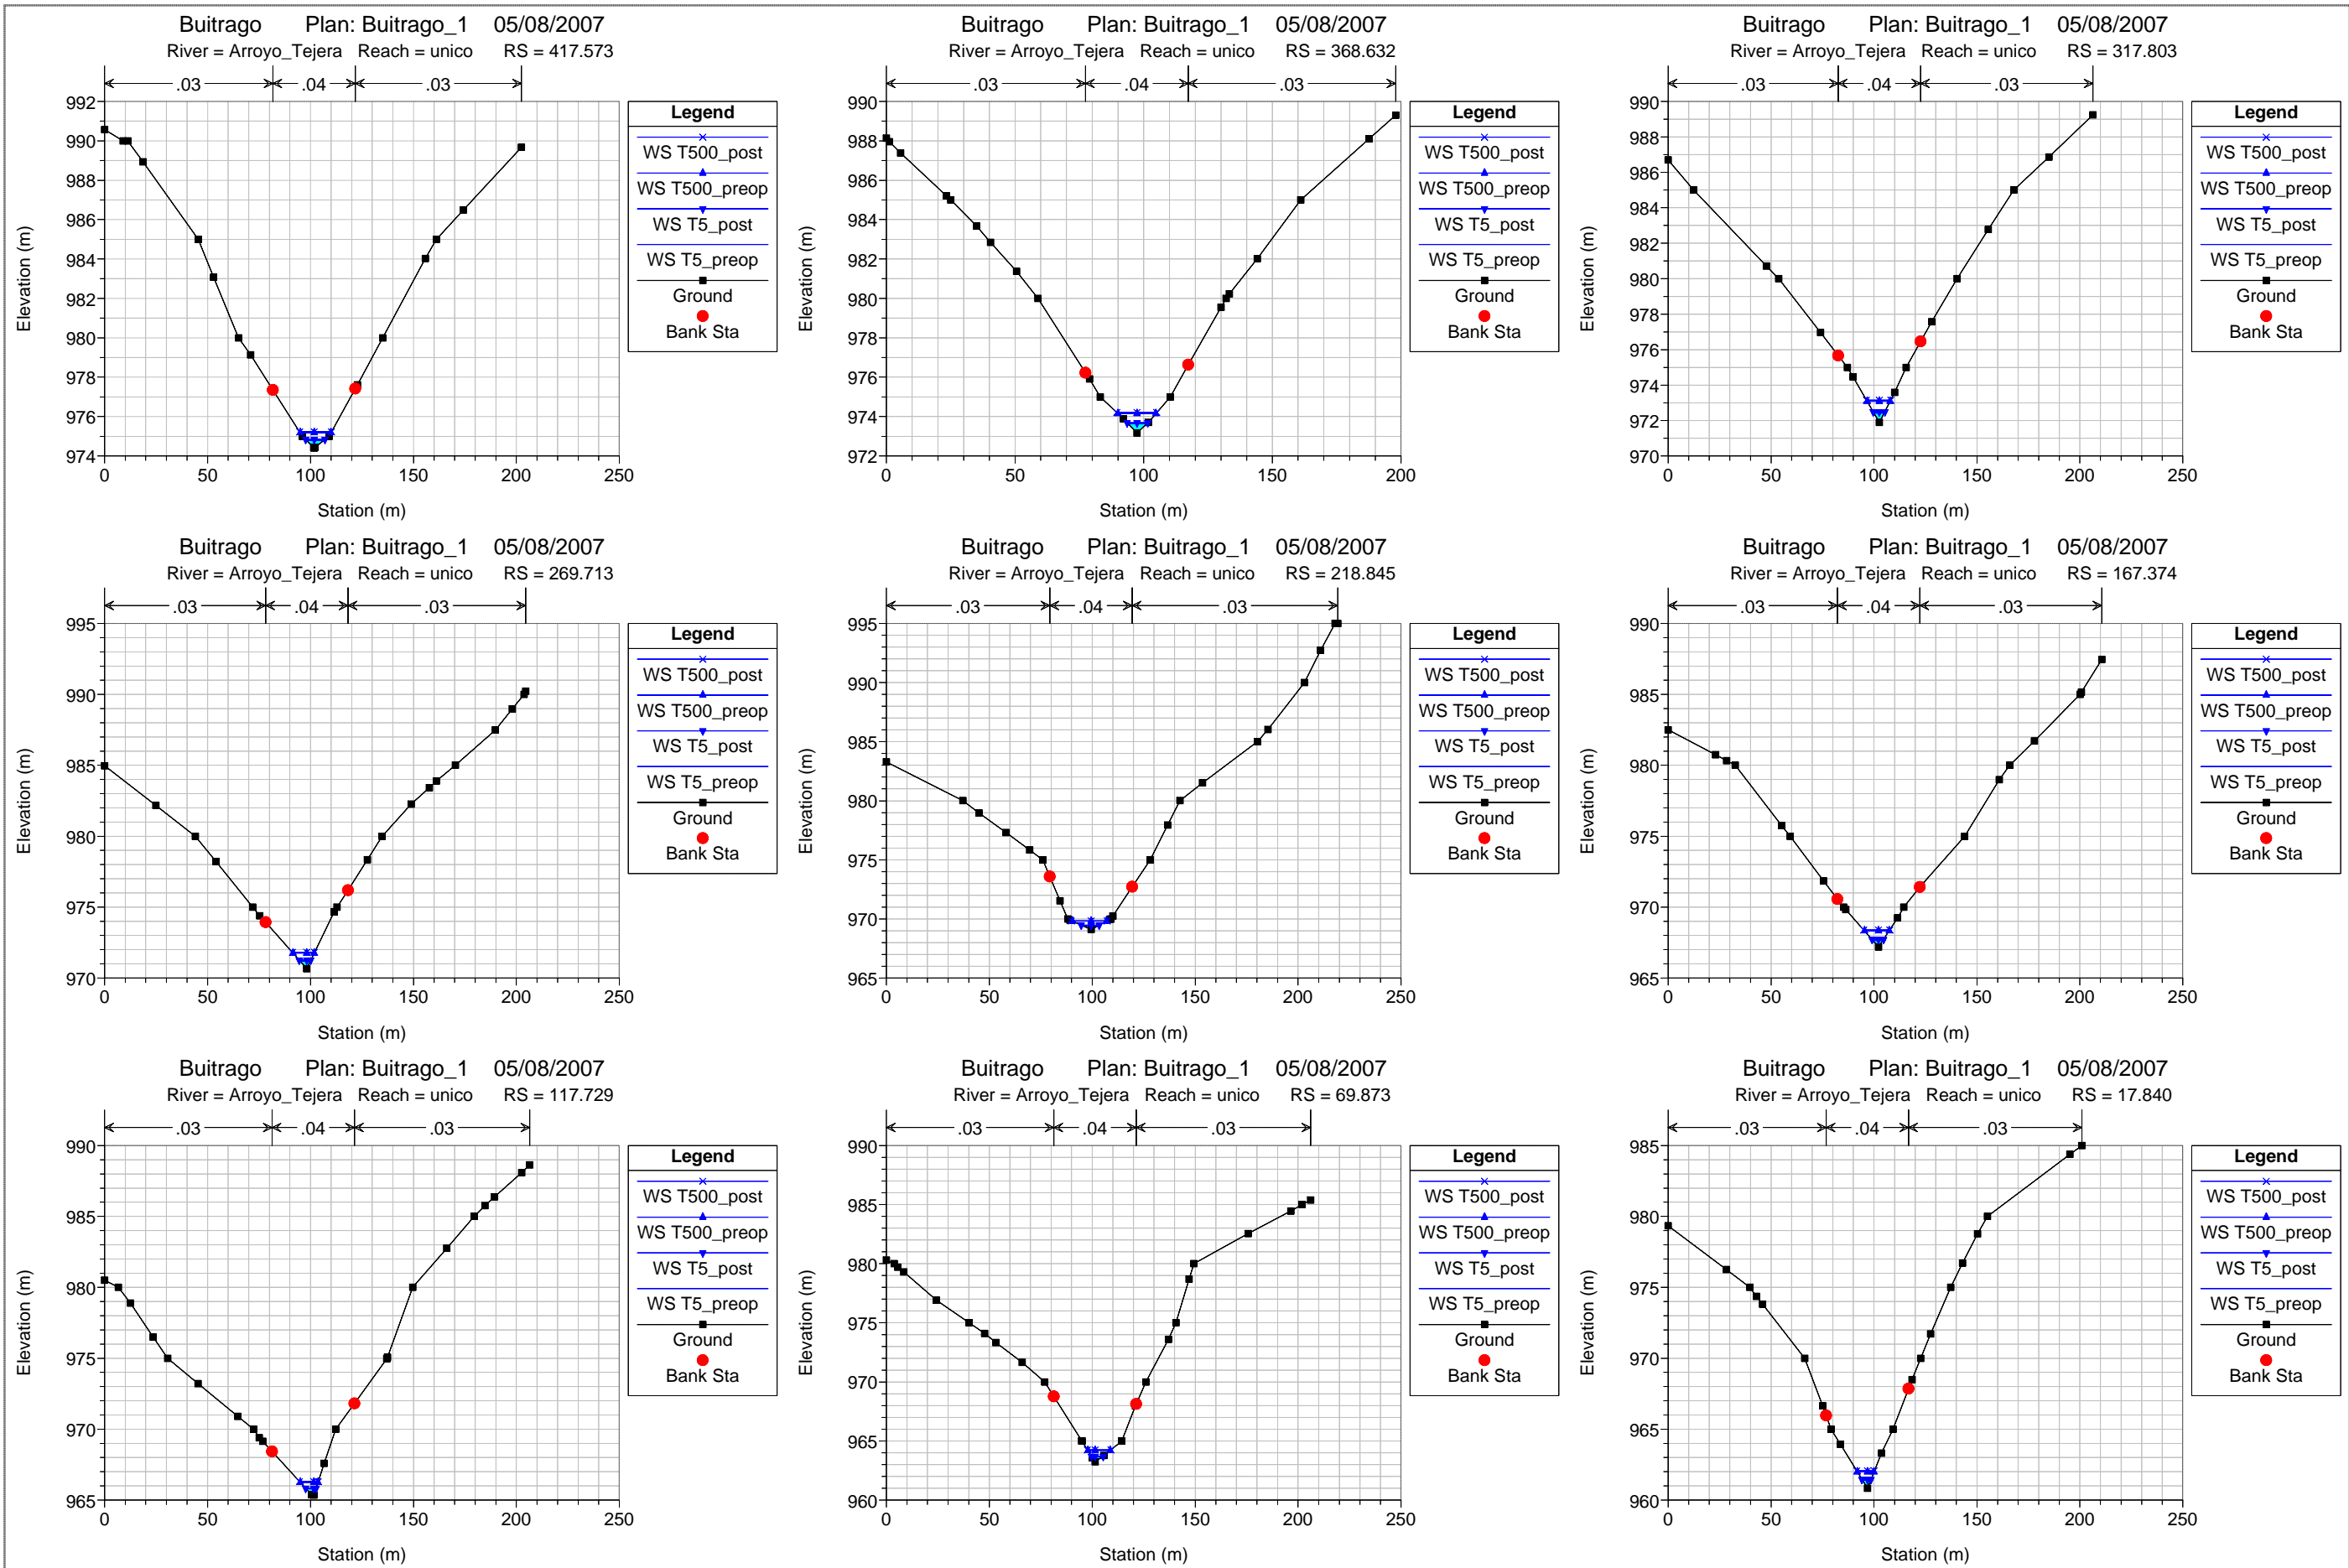 Buitrago Plan: Buitrago_1 05/08/2007
River = Arroyo_Tejera Reach = unico RS = 417.573
.03 .04 .03
992
990
988
986
984
982
980
978
976
974
Elevation (m)
0 50 100 150 200 250
Station (m)
Legend
WS T500_post
WS T500_preop
WS T5_post
WS T5_preop
Ground
Bank Sta
Buitrago Plan: Buitrago_1 05/08/2007
River = Arroyo_Tejera Reach = unico RS = 368.632
.03 .04 .03
990
988
986
984
982
980
978
976
974
972
Elevation (m)
0 50 100 150 200
Station (m)
Legend
WS T500_post
WS T500_preop
WS T5_post
WS T5_preop
Ground
Bank Sta
Buitrago Plan: Buitrago_1 05/08/2007
River = Arroyo_Tejera Reach = unico RS = 317.803
.03 .04 .03
990
988
986
984
982
980
978
976
974
972
970
Elevation (m)
0 50 100 150 200 250
Station (m)
Legend
WS T500_post
WS T500_preop
WS T5_post
WS T5_preop
Ground
Bank Sta
Buitrago Plan: Buitrago_1 05/08/2007
River = Arroyo_Tejera Reach = unico RS = 269.713
.03 .04 .03
995
990
985
980
975
970
Elevation (m)
0 50 100 150 200 250
Station (m)
Legend
WS T500_post
WS T500_preop
WS T5_post
WS T5_preop
Ground
Bank Sta
Buitrago Plan: Buitrago_1 05/08/2007
River = Arroyo_Tejera Reach = unico RS = 218.845
.03 .04 .03
995
990
985
980
975
970
965
Elevation (m)
0 50 100 150 200 250
Station (m)
Legend
WS T500_post
WS T500_preop
WS T5_post
WS T5_preop
Ground
Bank Sta
Buitrago Plan: Buitrago_1 05/08/2007
River = Arroyo_Tejera Reach = unico RS = 167.374
.03 .04 .03
990
985
980
975
970
965
Elevation (m)
0 50 100 150 200 250
Station (m)
Legend
WS T500_post
WS T500_preop
WS T5_post
WS T5_preop
Ground
Bank Sta
Buitrago Plan: Buitrago_1 05/08/2007
River = Arroyo_Tejera Reach = unico RS = 117.729
.03 .04 .03
990
985
980
975
970
965
Elevation (m)
0 50 100 150 200 250
Station (m)
Legend
WS T500_post
WS T500_preop
WS T5_post
WS T5_preop
Ground
Bank Sta
Buitrago Plan: Buitrago_1 05/08/2007
River = Arroyo_Tejera Reach = unico RS = 69.873
.03 .04 .03
990
985
980
975
970
965
960
Elevation (m)
0 50 100 150 200 250
Station (m)
Legend
WS T500_post
WS T500_preop
WS T5_post
WS T5_preop
Ground
Bank Sta
Buitrago Plan: Buitrago_1 05/08/2007
River = Arroyo_Tejera Reach = unico RS = 17.840
.03 .04 .03
985
980
975
970
965
960
Elevation (m)
0 50 100 150 200 250
Station (m)
Legend
WS T500_post
WS T500_preop
WS T5_post
WS T5_preop
Ground
Bank Sta